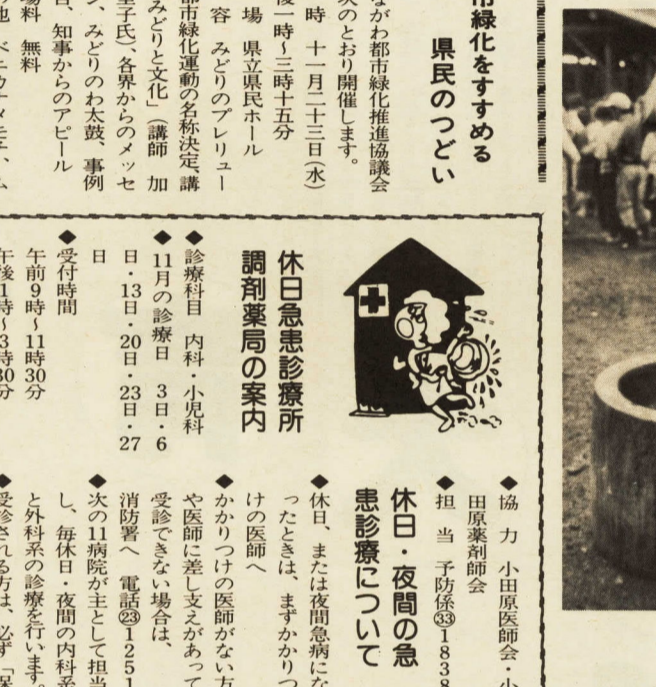 市緑化をすすめる
県民のつどい
ながわ都市緑化推進協議会
次のとおり開催します。
時　十一月二十三日(水)
後一時〜三時十五分
場　県立県民ホール
容　みどりのプレリュー
都市緑化運動の名称決定、講
みどりと文化」(講師　加
子氏)、各界からのメッセ
ン、みどりのわ太鼓、事例
、知事からのアピール
場料　無料
休日急患診療所
調剤薬局の案内
◆診療科目　内科・小児科
◆11月の診療日　3日・6
日・13日・20日・23日・27
日
◆受付時間
午前9時〜11時30分
午後1時〜3時30分
◆協　力　小田原医師会・小
田原薬剤師会
◆担　当　予防係㉝1838
休日・夜間の急
患診療について
◆休日、または夜間急病にな
ったときは、まずかかりつ
けの医師へ
◆かかりつけの医師がない方
や医師に差し支えがあって
受診できない場合は、
消防署へ　電話㉓1251
◆次の11病院が主として担当
し、毎休日・夜間の内科系
と外科系の診療を行います。
◆受診される方は、必ず「保